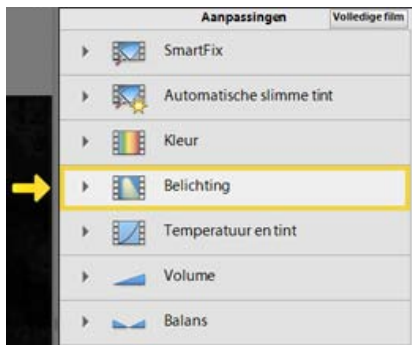 Aanpassingen Volledige film
SmartFix
Automatische slimme tint
Kleur
Belichting
Temperatuur en tint
Volume
Balans